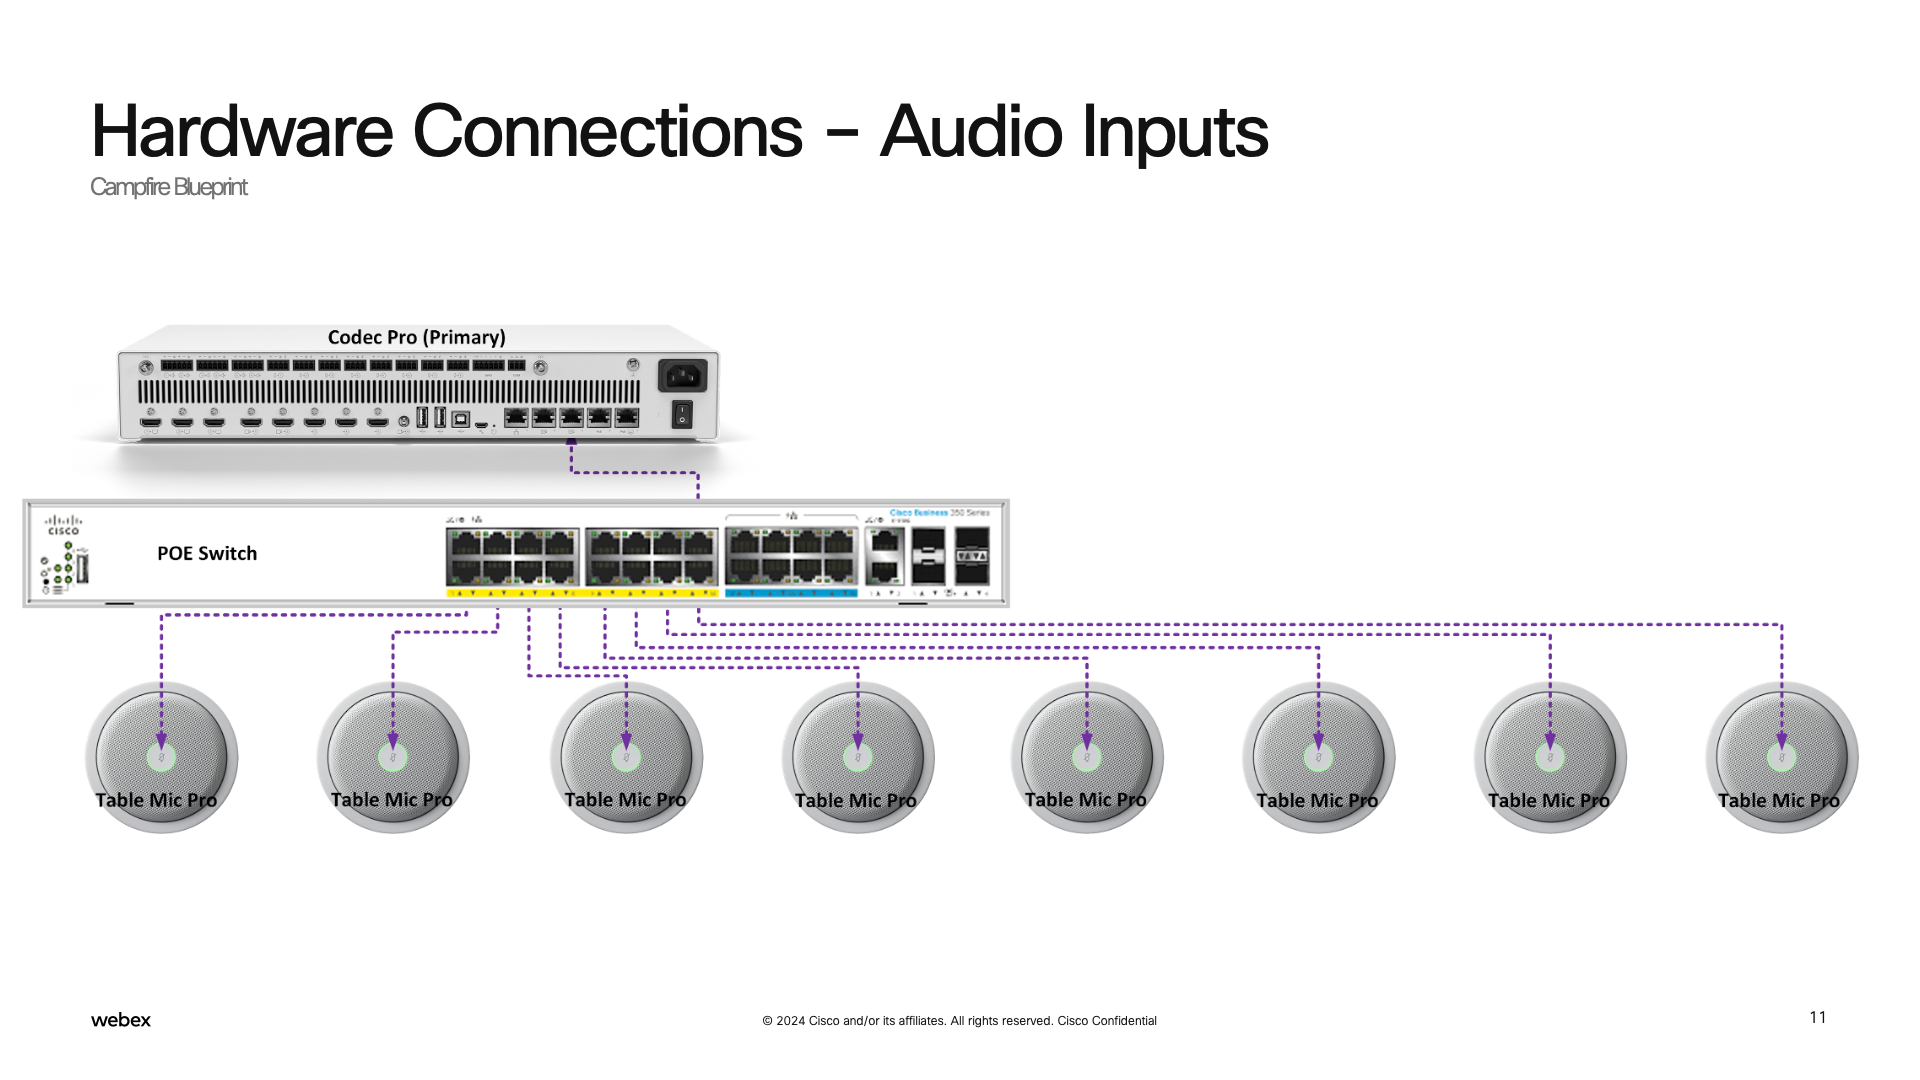 Hardware Connections – Audio Inputs
Campfire Blueprint
Codec Pro (Primary)
Cisco Business 350 Series
CISCO
POE Switch
Table Mic Pro
Table Mic Pro
Table Mic Pro
Table Mic Pro
Table Mic Pro
Table Mic Pro
Table Mic Pro
Table Mic Pro
webex
© 2024 Cisco and/or its affiliates. All rights reserved. Cisco Confidential
11